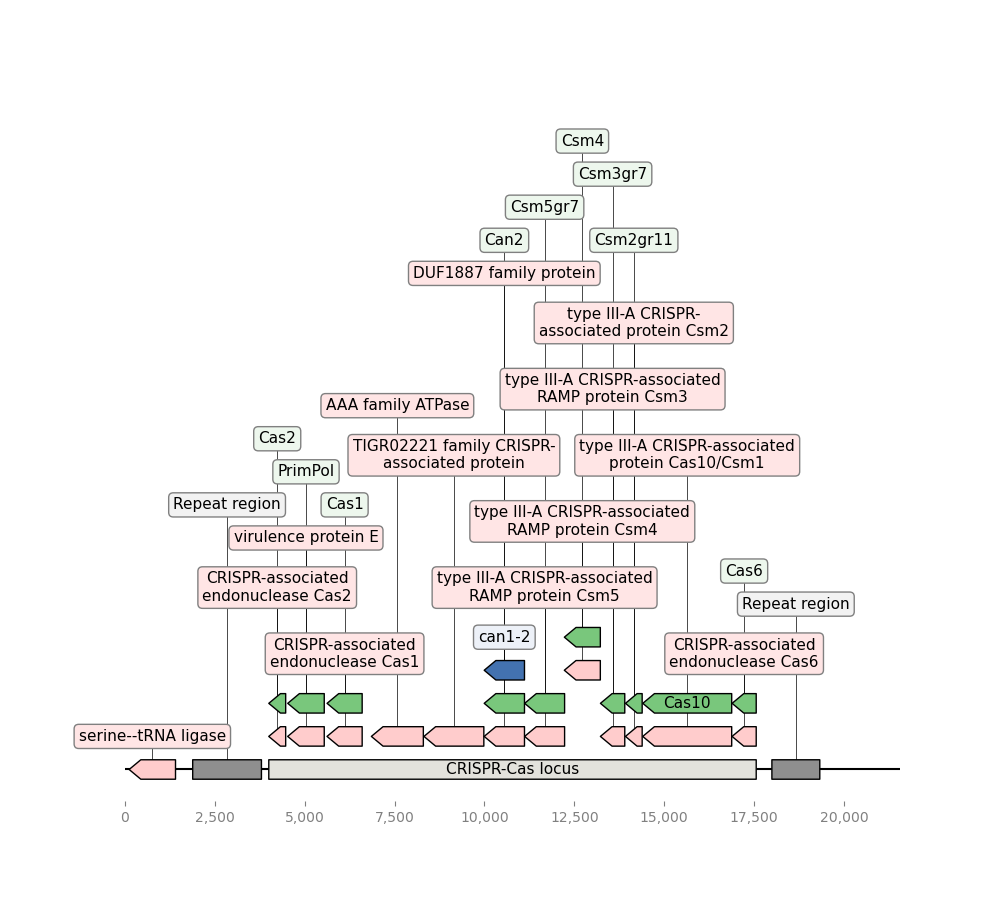 Csm4
Csm3gr7
Csm5gr7
Can2
Csm2gr11
DUF1887 family protein
type III-A CRISPR-
associated protein Csm2
type III-A CRISPR-associated
RAMP protein Csm3
AAA family ATPase
Cas2
TIGR02221 family CRISPR-
associated protein
type III-A CRISPR-associated
protein Cas10/Csm1
PrimPol
Repeat region
Cas1
type III-A CRISPR-associated
RAMP protein Csm4
virulence protein E
Cas6
CRISPR-associated
endonuclease Cas2
type III-A CRISPR-associated
RAMP protein Csm5
Repeat region
can1-2
CRISPR-associated
endonuclease Cas1
CRISPR-associated
endonuclease Cas6
Cas10
serine--tRNA ligase
CRISPR-Cas locus
0
2,500
5,000
7,500
10,000
12,500
15,000
17,500
20,000